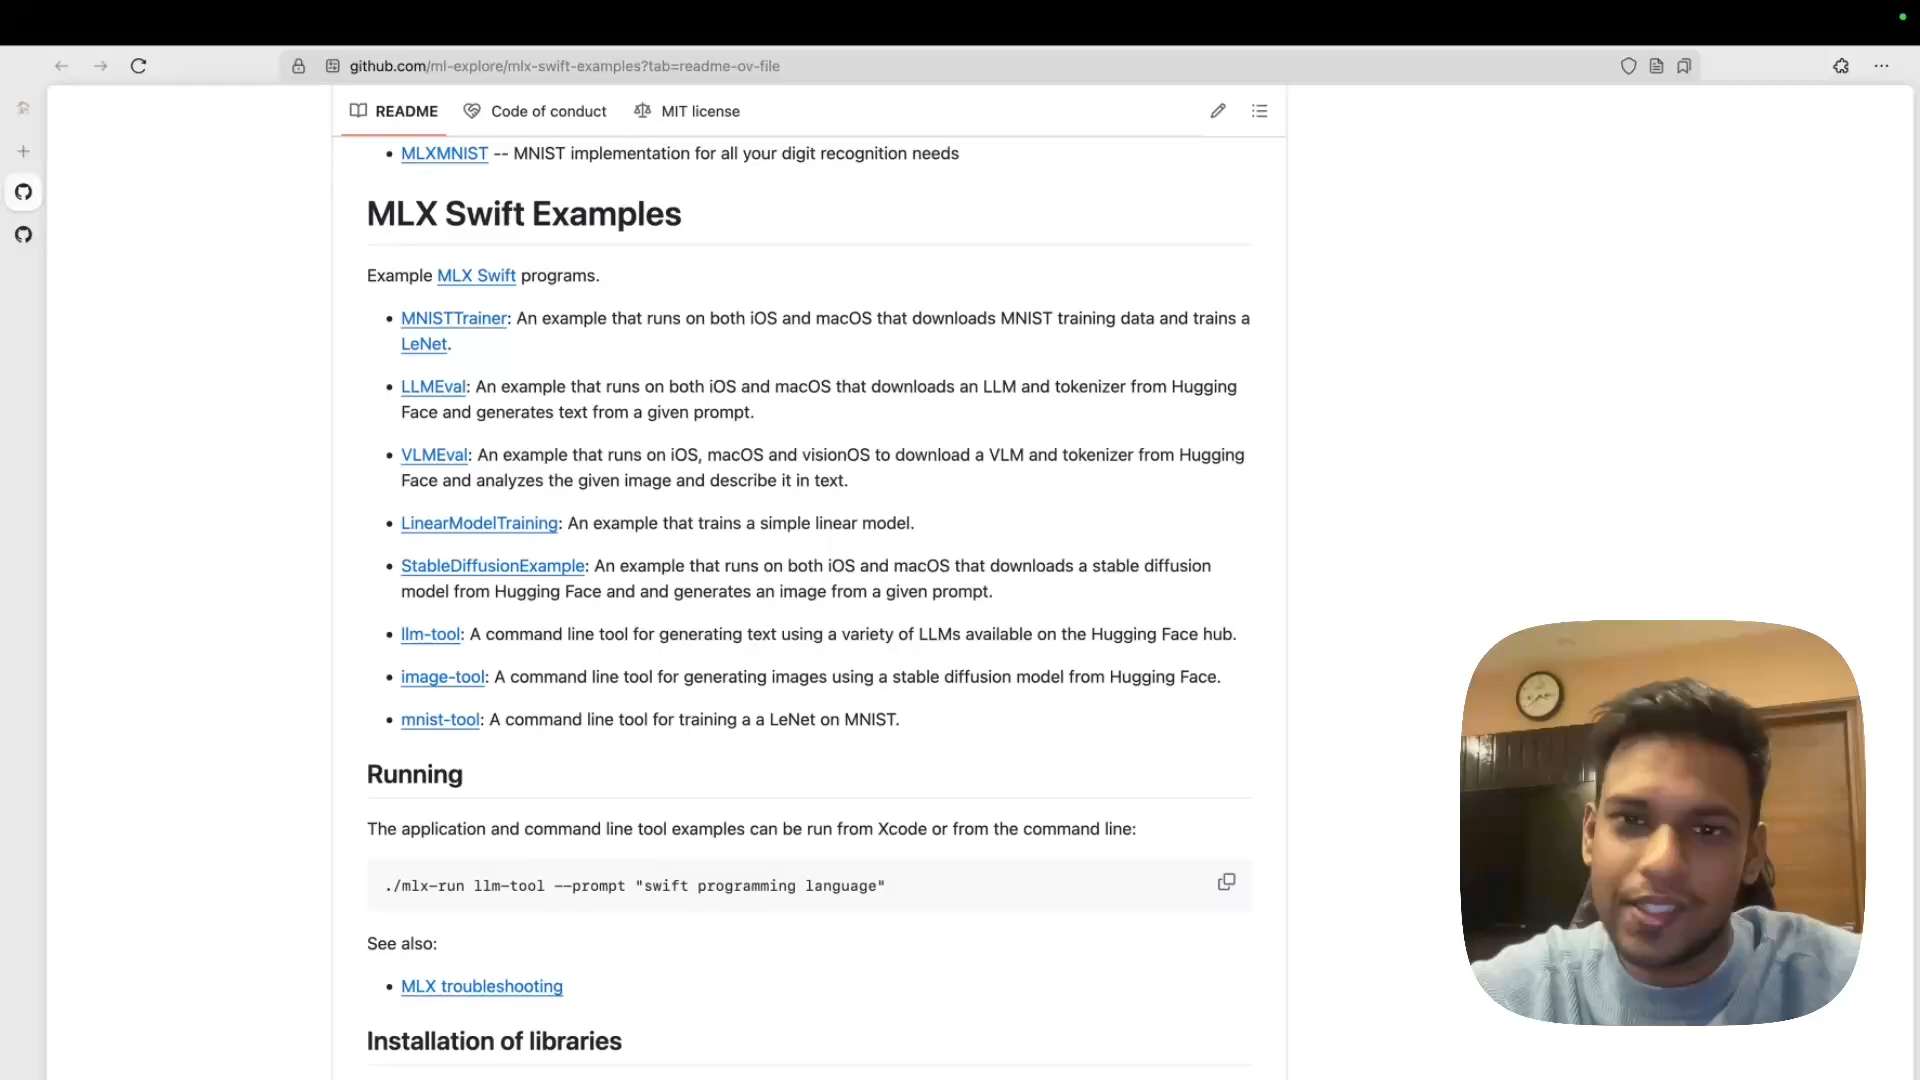 github.com/ml-explore/mlx-swift-examples?tab=readme-ov-file
README Code of conduct MIT license
MLXMNIST -- MNIST implementation for all your digit recognition needs
MLX Swift Examples
Example MLX Swift programs.
MNISTTrainer: An example that runs on both iOS and macOS that downloads MNIST training data and trains a
LeNet.
LLMEval: An example that runs on both iOS and macOS that downloads an LLM and tokenizer from Hugging
Face and generates text from a given prompt.
VLMEval: An example that runs on iOS, macOS and visionOS to download a VLM and tokenizer from Hugging
Face and analyzes the given image and describe it in text.
LinearModelTraining: An example that trains a simple linear model.
StableDiffusionExample: An example that runs on both iOS and macOS that downloads a stable diffusion
model from Hugging Face and and generates an image from a given prompt.
llm-tool: A command line tool for generating text using a variety of LLMs available on the Hugging Face hub.
image-tool: A command line tool for generating images using a stable diffusion model from Hugging Face.
mnist-tool: A command line tool for training a a LeNet on MNIST.
Running
The application and command line tool examples can be run from Xcode or from the command line:
./mlx-run llm-tool --prompt "swift programming language"
See also:
MLX troubleshooting
Installation of libraries